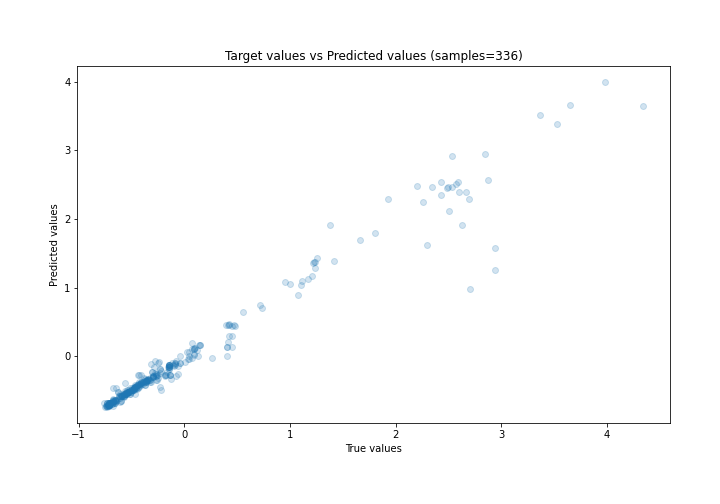 Target values vs Predicted values (samples=336)
4
3
2
1
0
Predicted values
−1 0 1 2 3 4
True values